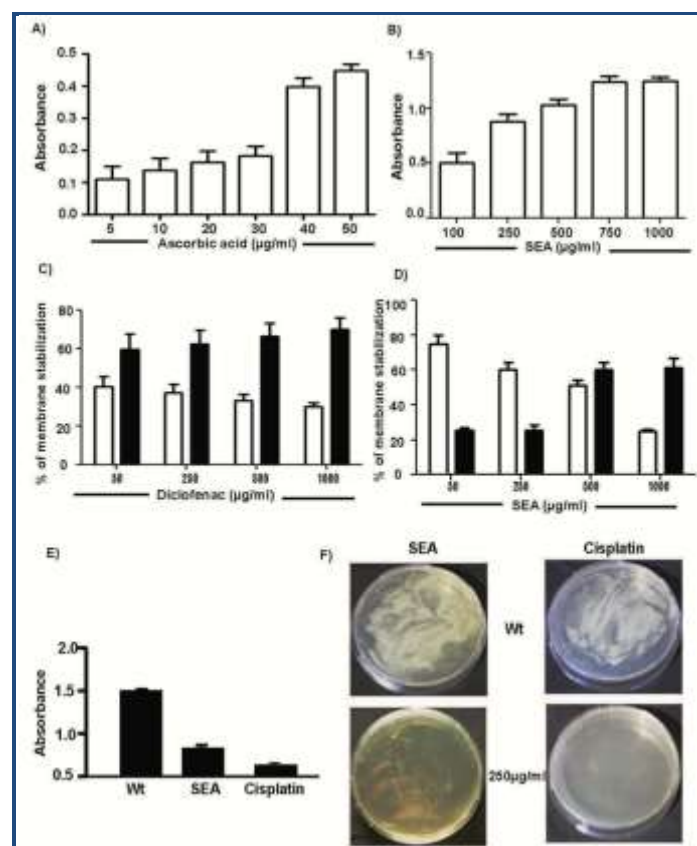 A)
Absorbance
0.5
0.4
0.3
0.2
0.1
0.0
5 10 20 30 40 50
Ascorbic acid (µg/ml)
B)
Absorbance
1.5
1.0
0.5
0.0
100 250 500 750 1000
SEA (µg/ml)
C)
% of membrane stabilization
80
60
40
20
0
50 250 500 1000
Diclofenac (µg/ml)
D)
% of membrane stabilization
100
80
60
40
20
0
50 250 500 1000
SEA (µg/ml)
E)
Absorbance
2.0
1.5
1.0
0.5
Wt SEA Cisplatin
F)
SEA Cisplatin
Wt
250µg/ml